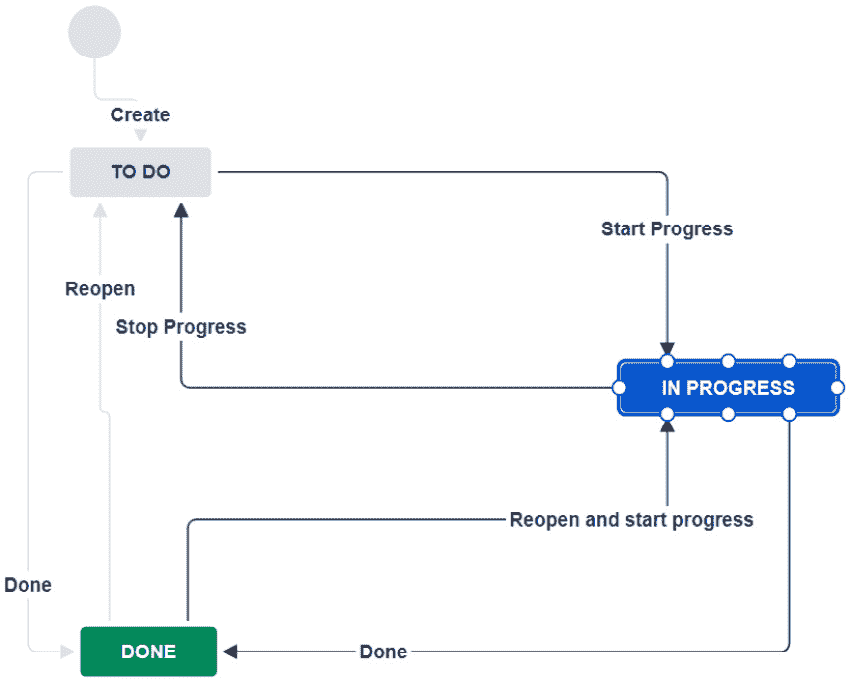 Create
TO DO
Start Progress
Reopen
Stop Progress
IN PROGRESS
Reopen and start progress
Done
DONE
Done